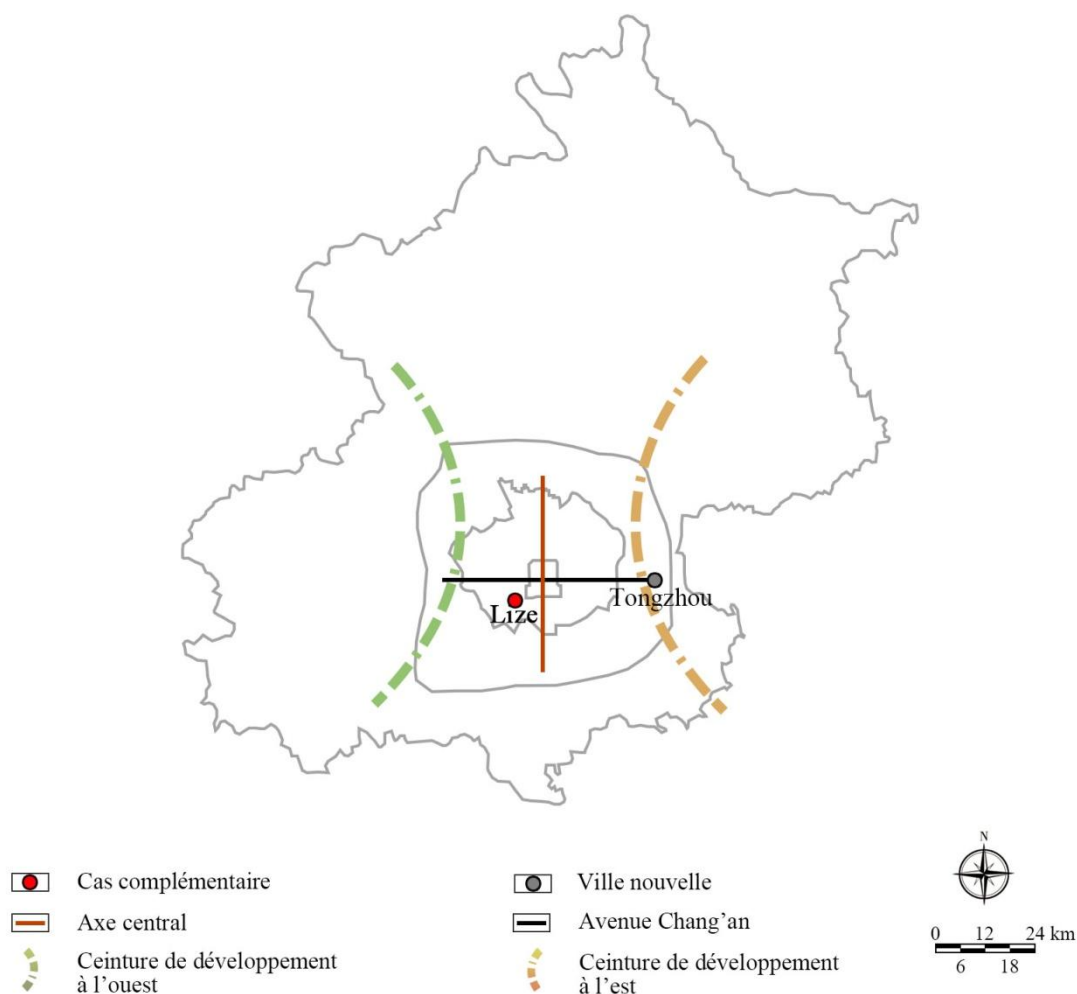 Lize
Tongzhou
Cas complémentaire
Ville nouvelle
Axe central
Avenue Chang’an
Ceinture de développement
à l’ouest
Ceinture de développement
à l’est
N
0 12 24 km
6 18